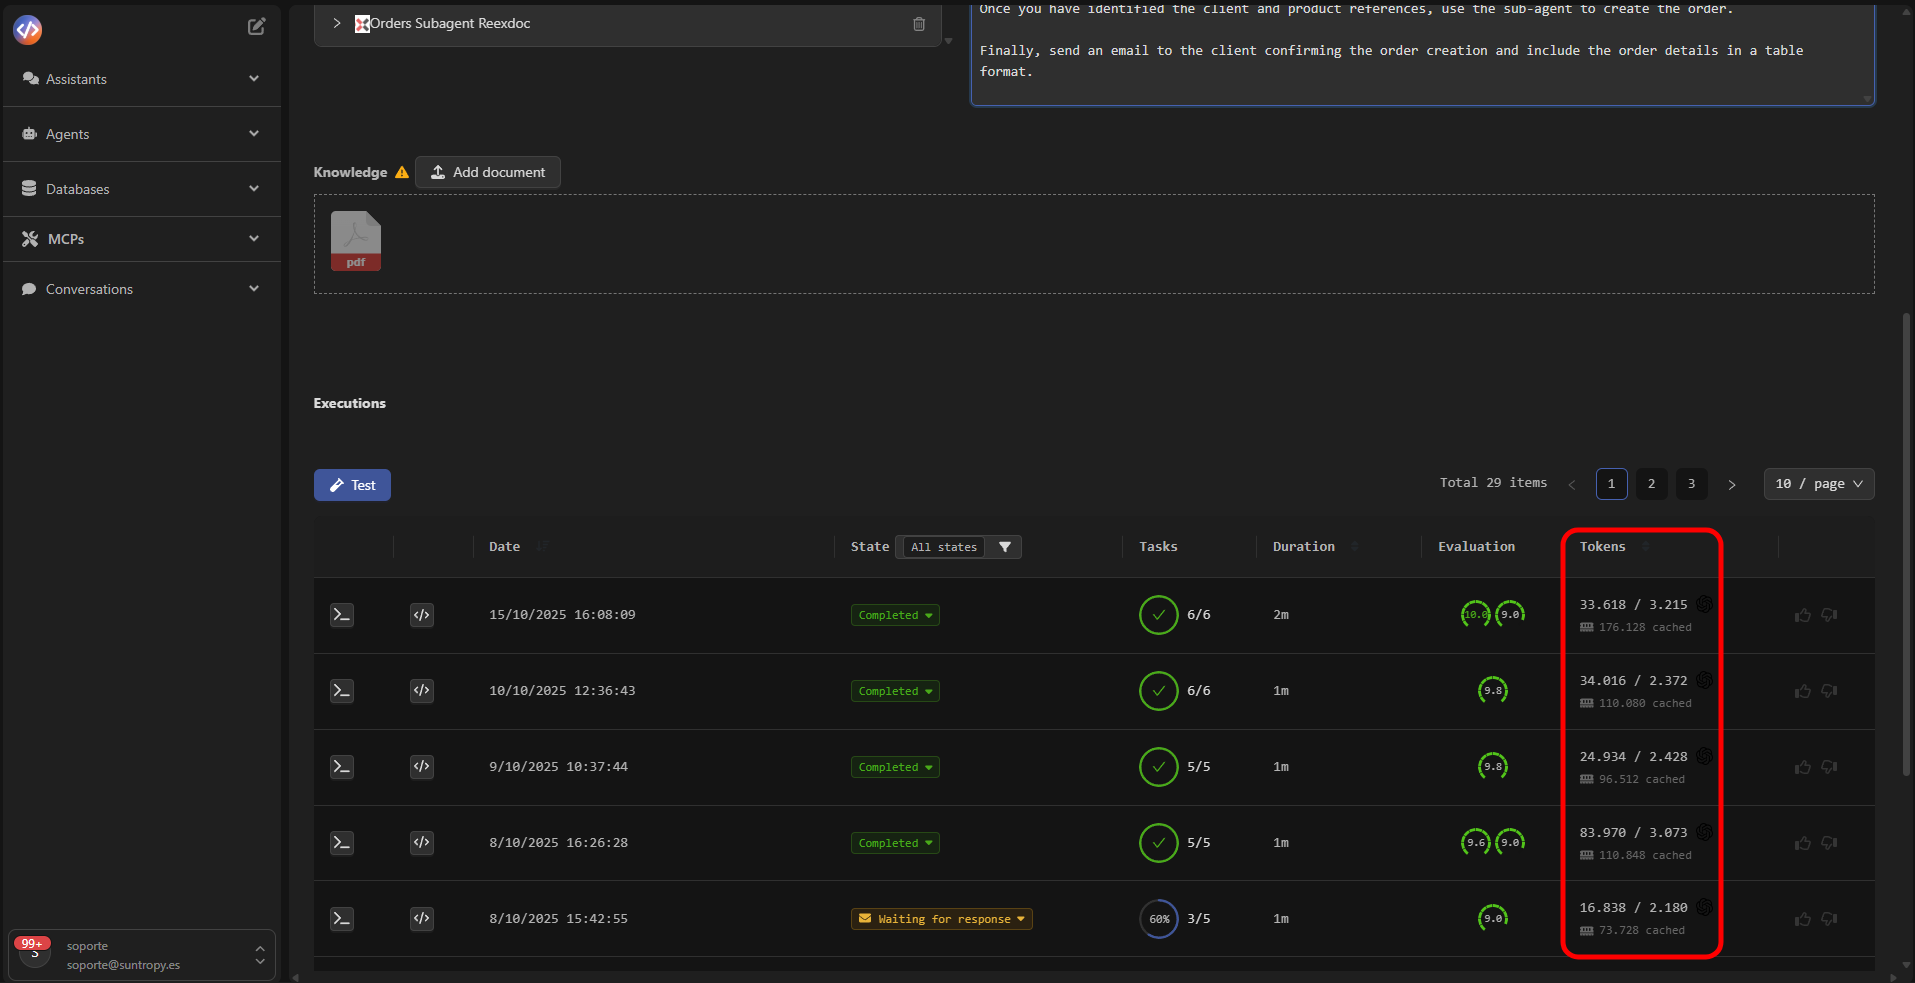 Assistants
Agents
Databases
MCPs
Conversations
99+
S
soporte
soporte@suntropy.es
Orders Subagent Reexdoc
Once you have identified the client and product references, use the sub-agent to create the order.
Finally, send an email to the client confirming the order creation and include the order details in a table
format.
Knowledge
Add document
pdf
Executions
Test
Total 29 items
1
2
3
10 / page
Date
State
All states
Tasks
Duration
Evaluation
Tokens
15/10/2025 16:08:09
Completed
6/6
2m
10.0
9.0
33.618 / 3.215
176.128 cached
10/10/2025 12:36:43
Completed
6/6
1m
9.8
34.016 / 2.372
110.080 cached
9/10/2025 10:37:44
Completed
5/5
1m
9.8
24.934 / 2.428
96.512 cached
8/10/2025 16:26:28
Completed
5/5
1m
9.6
9.0
83.970 / 3.073
110.848 cached
8/10/2025 15:42:55
Waiting for response
60%
3/5
1m
9.0
16.838 / 2.180
73.728 cached